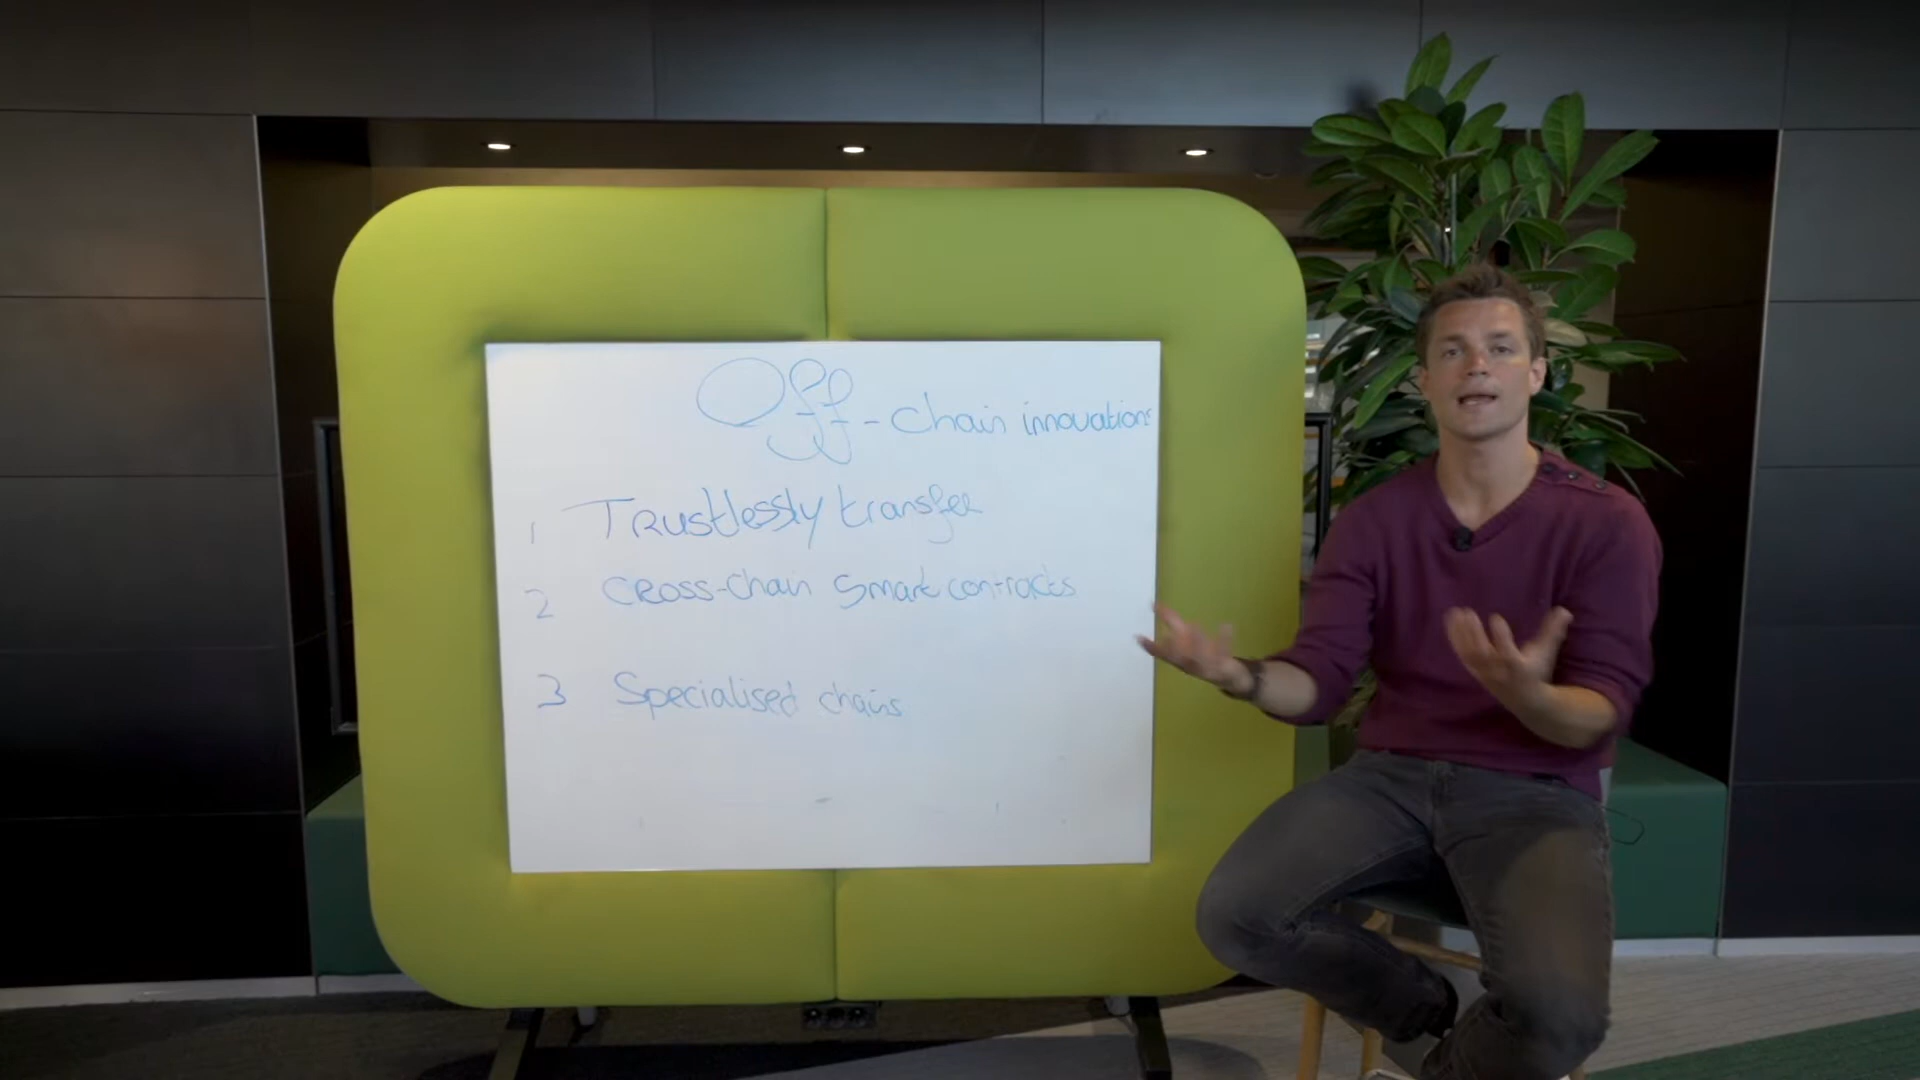 Off-chain innovations
1 Trustlessly transfer
2 Cross-chain smart contracts
3 Specialised chains